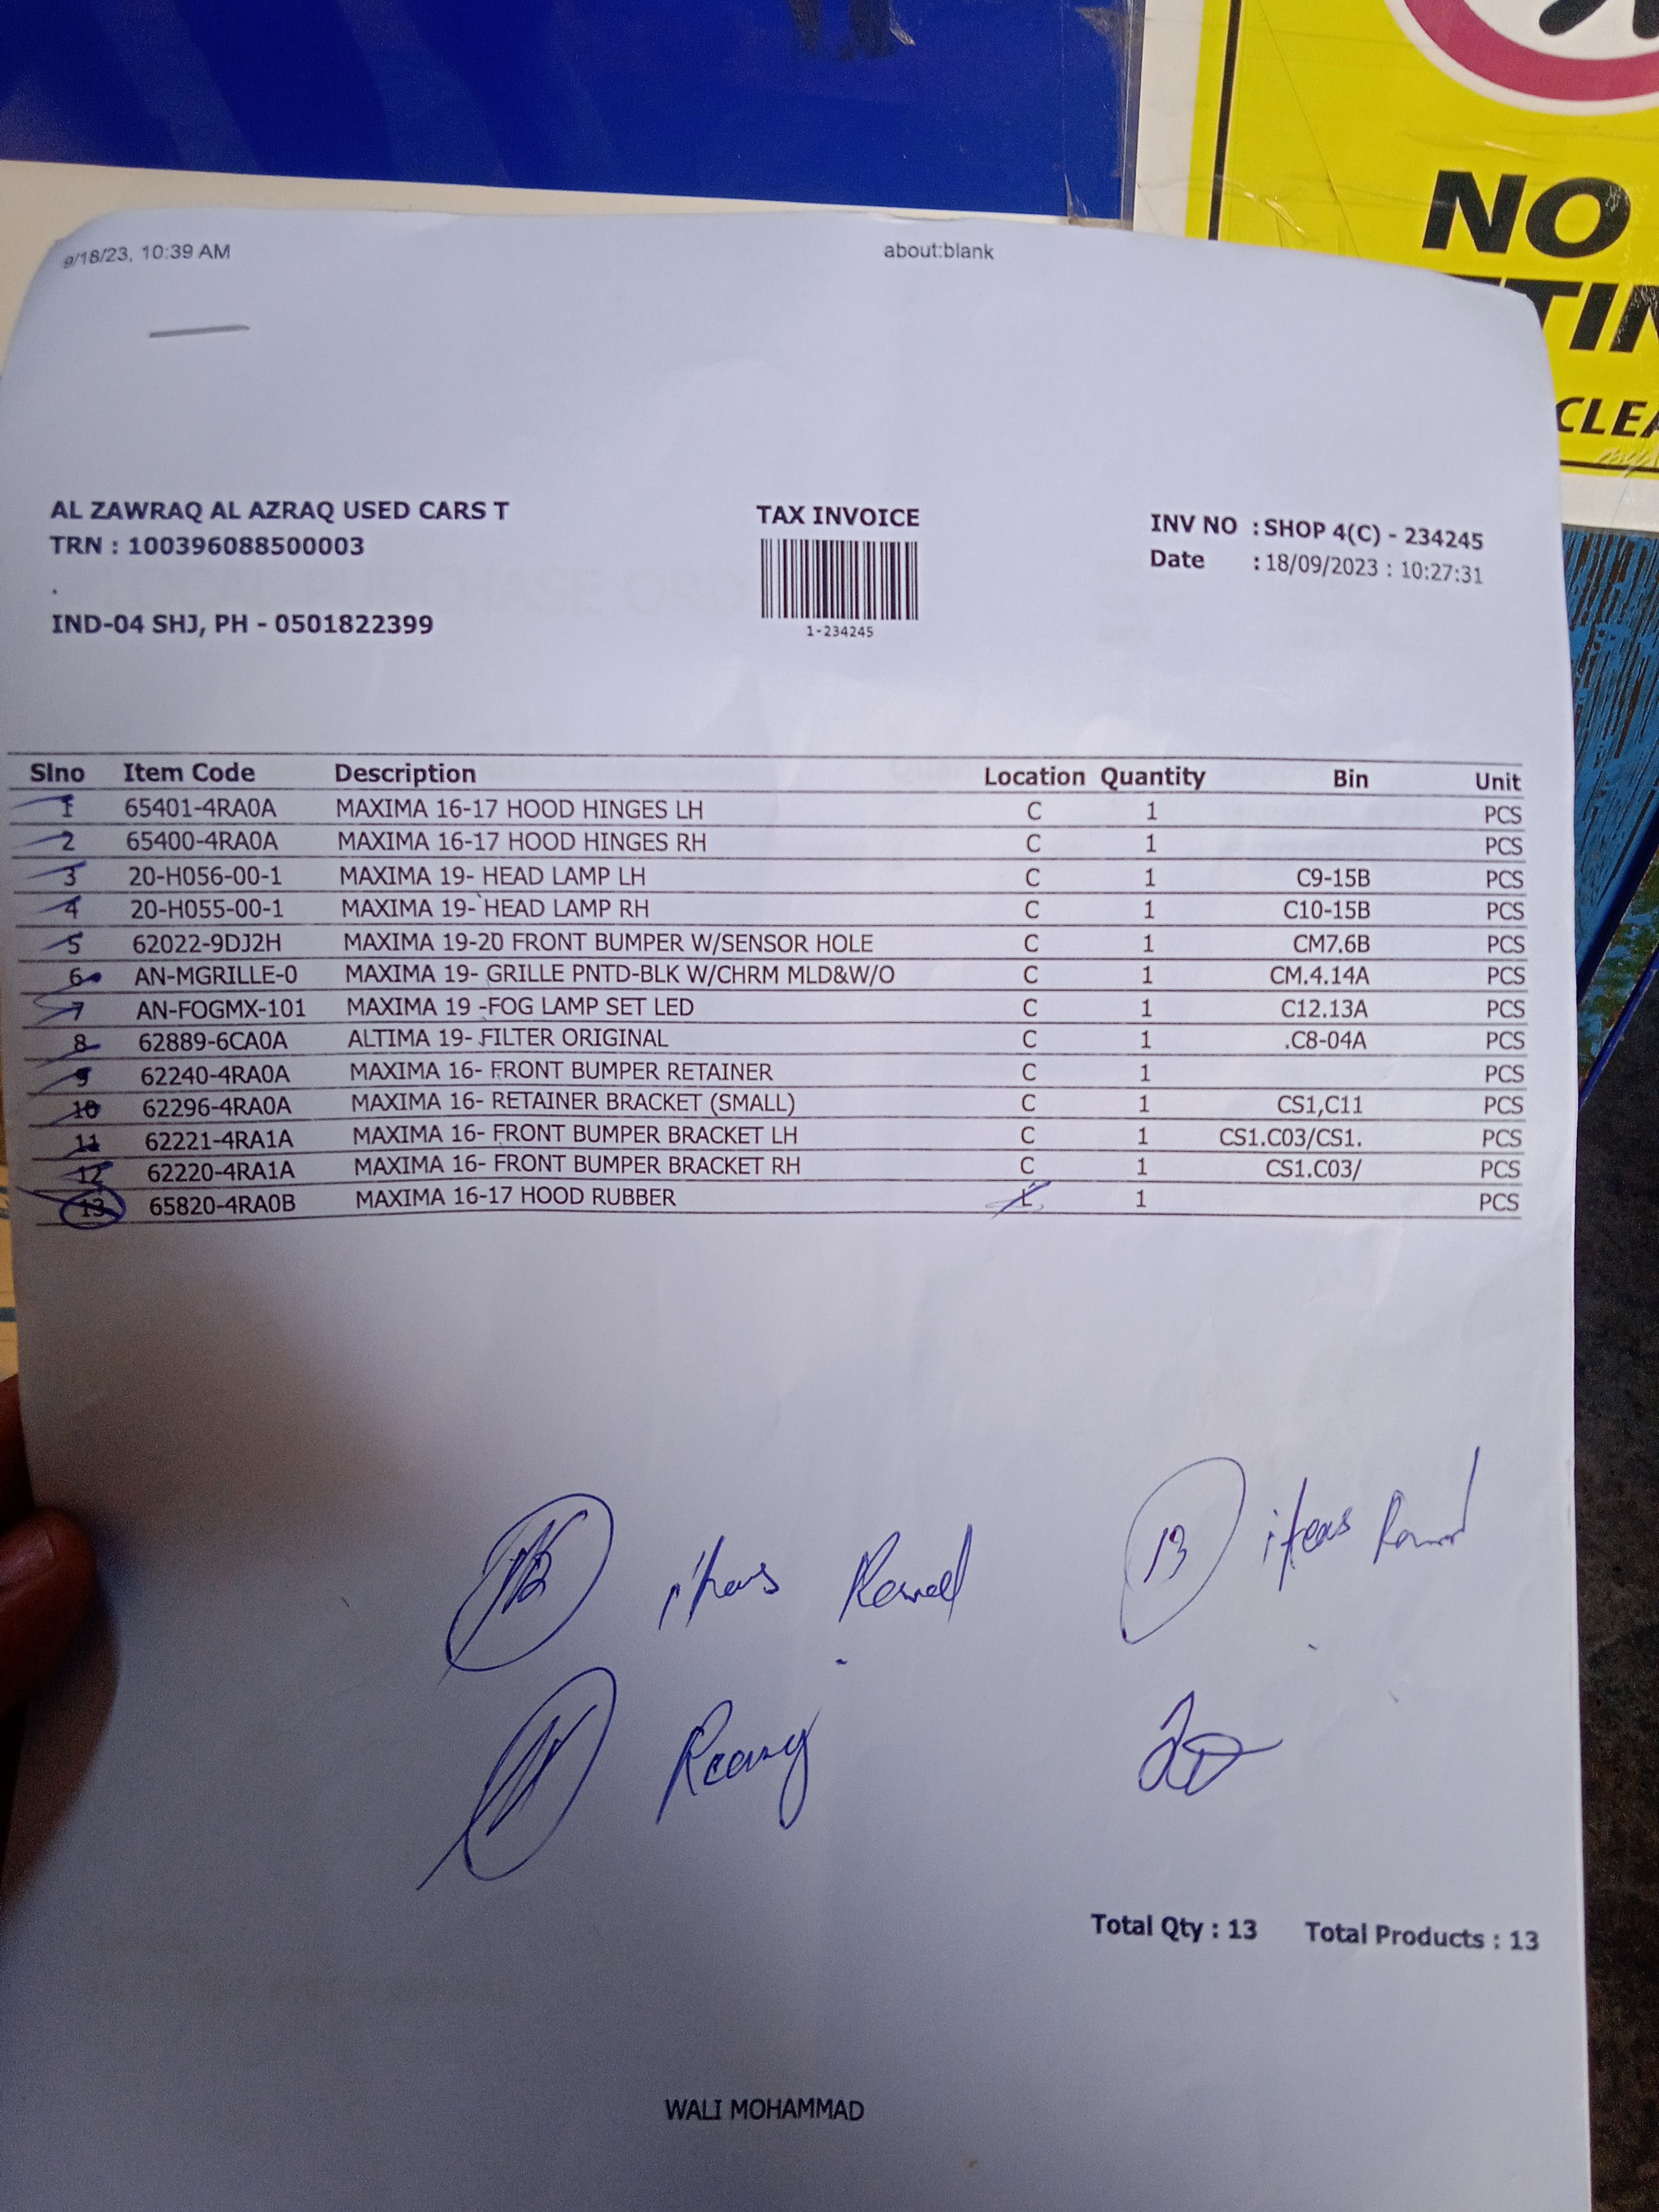 NO
CLEA
9/18/23, 10:39 AM about:blank
AL ZAWRAQ AL AZRAQ USED CARS T
TRN : 100396088500003
.
IND-04 SHJ, PH - 0501822399
TAX INVOICE
1-234245
INV NO : SHOP 4(C) - 234245
Date : 18/09/2023 : 10:27:31
Slno Item Code Description Location Quantity Bin Unit
1 65401-4RA0A MAXIMA 16-17 HOOD HINGES LH C 1 PCS
2 65400-4RA0A MAXIMA 16-17 HOOD HINGES RH C 1 PCS
3 20-H056-00-1 MAXIMA 19- HEAD LAMP LH C 1 C9-15B PCS
4 20-H055-00-1 MAXIMA 19- HEAD LAMP RH C 1 C10-15B PCS
5 62022-9DJ2H MAXIMA 19-20 FRONT BUMPER W/SENSOR HOLE C 1 CM7.6B PCS
6 AN-MGRILLE-0 MAXIMA 19- GRILLE PNTD-BLK W/CHRM MLD&W/O C 1 CM.4.14A PCS
7 AN-FOGMX-101 MAXIMA 19 -FOG LAMP SET LED C 1 C12.13A PCS
8 62889-6CA0A ALTIMA 19- FILTER ORIGINAL C 1 .C8-04A PCS
9 62240-4RA0A MAXIMA 16- FRONT BUMPER RETAINER C 1 PCS
10 62296-4RA0A MAXIMA 16- RETAINER BRACKET (SMALL) C 1 CS1,C11 PCS
11 62221-4RA1A MAXIMA 16- FRONT BUMPER BRACKET LH C 1 CS1.C03/CS1. PCS
12 62220-4RA1A MAXIMA 16- FRONT BUMPER BRACKET RH C 1 CS1.C03/ PCS
13 65820-4RA0B MAXIMA 16-17 HOOD RUBBER L 1 PCS
13 items
Total Qty : 13 Total Products : 13
WALI MOHAMMAD